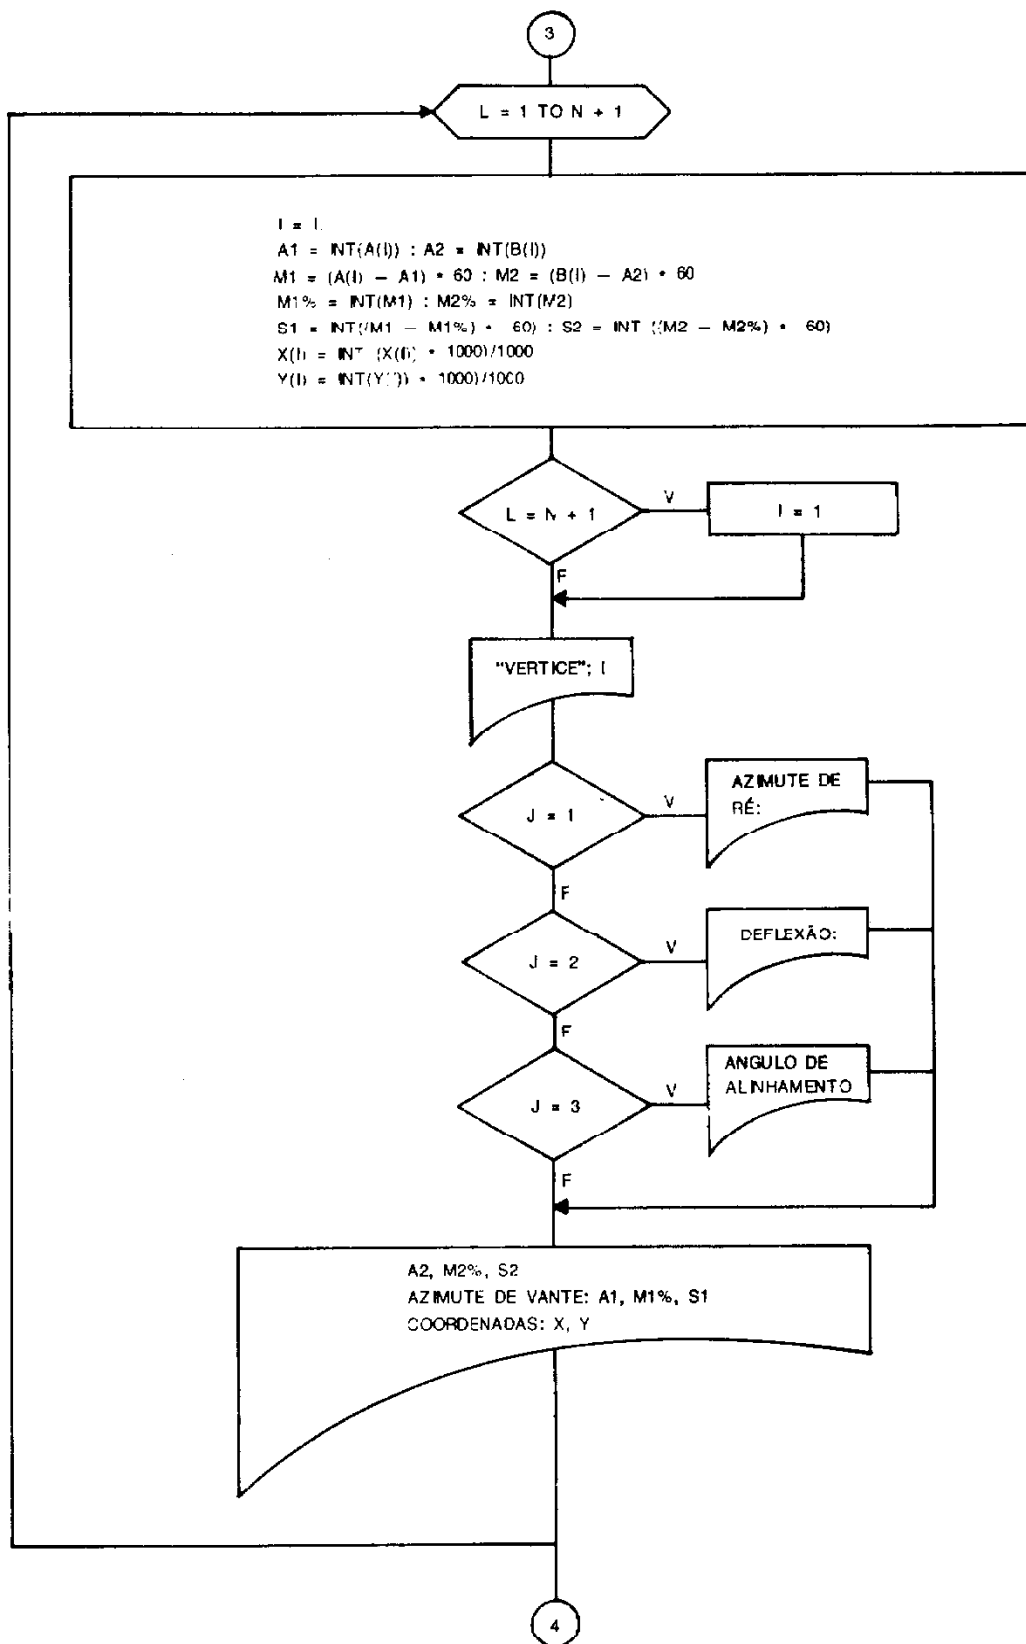 3
L = 1 TO N + 1
I = L
A1 = INT(A(I)) : A2 = INT(B(I))
M1 = (A(I) - A1) * 60 : M2 = (B(I) - A2) * 60
M1% = INT(M1) : M2% = INT(M2)
S1 = INT((M1 - M1%) * 60) : S2 = INT ((M2 - M2%) * 60)
X(I) = INT (X(I) * 1000)/1000
Y(I) = INT(Y(I)) * 1000)/1000
L = N + 1
V
I = 1
F
"VERTICE"; I
J = 1
V
AZIMUTE DE
RÉ:
F
J = 2
V
DEFLEXÃO:
F
J = 3
V
ANGULO DE
ALINHAMENTO
F
A2, M2%, S2
AZIMUTE DE VANTE: A1, M1%, S1
COORDENADAS: X, Y
4